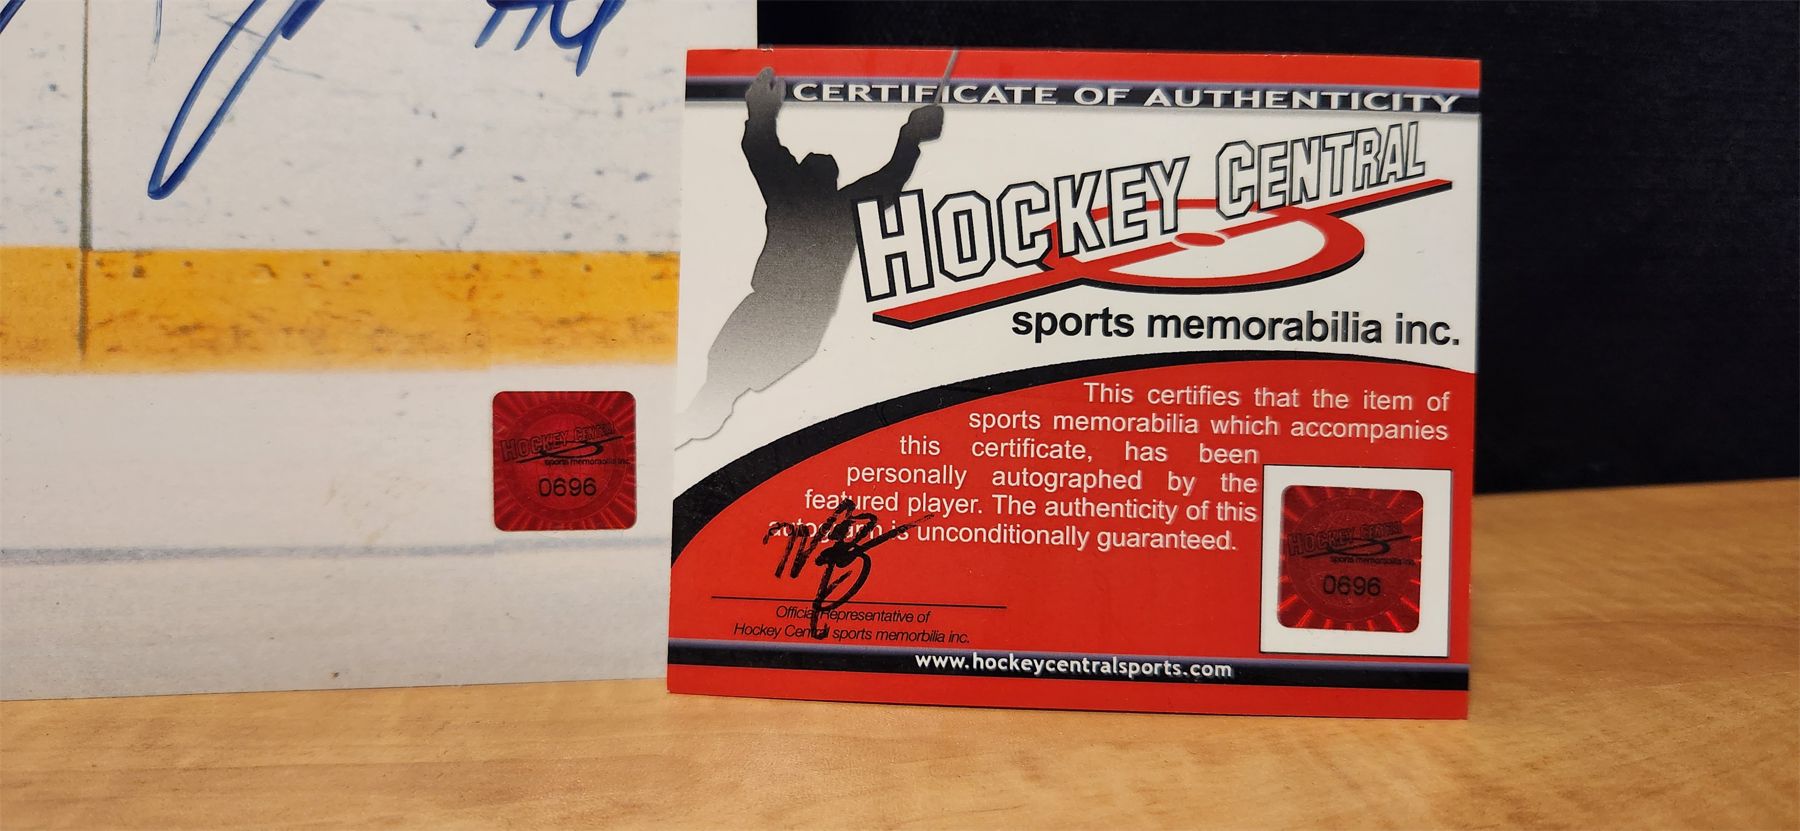 CERTIFICATE OF AUTHENTICITY
HOCKEY CENTRAL
sports memorabilia inc.
This certifies that the item of
sports memorabilia which accompanies
this certificate, has been
personally autographed by the
featured player. The authenticity of this
autograph is unconditionally guaranteed.
Official Representative of
Hockey Central sports memorbilia inc.
www.hockeycentralsports.com
HOCKEY CENTRAL
sports memorabilia inc.
0696
HOCKEY CENTRAL
sports memorabilia inc.
0696